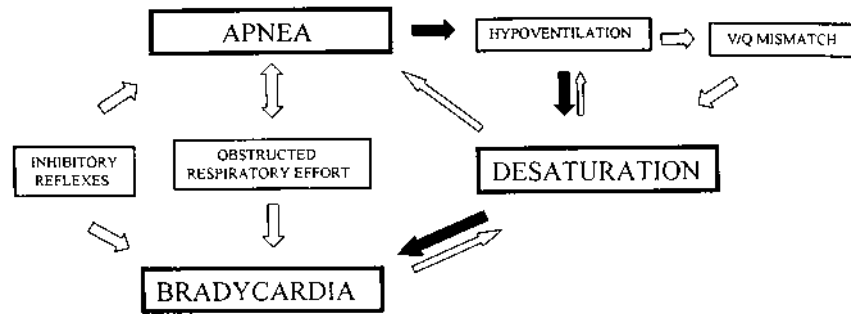 APNEA
HYPOVENTILATION
V/Q MISMATCH
INHIBITORY
REFLEXES
OBSTRUCTED
RESPIRATORY EFFORT
DESATURATION
BRADYCARDIA